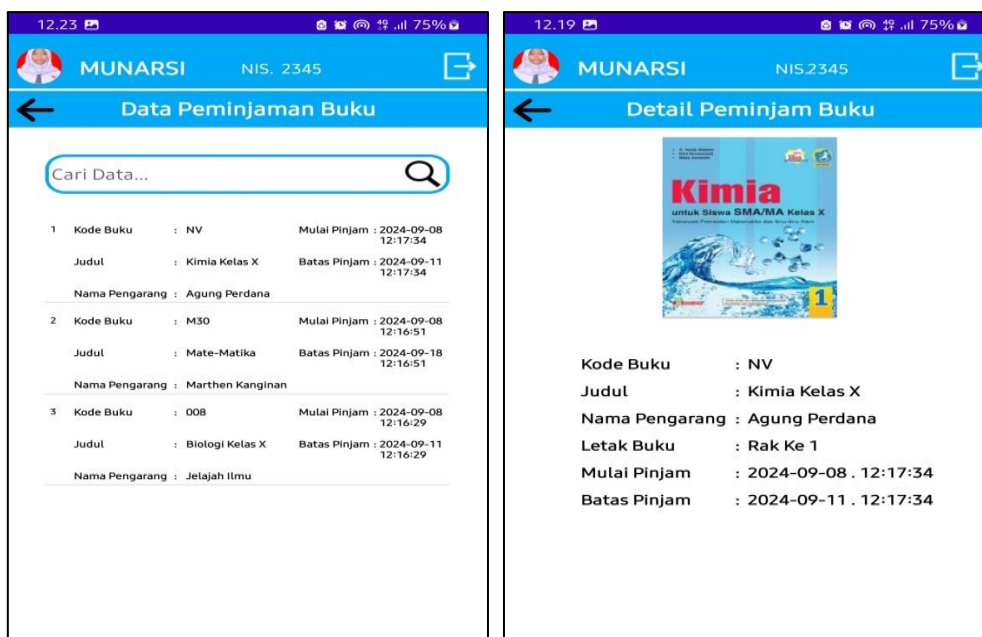 12.23
75%
MUNARSI NIS. 2345
Data Peminjaman Buku
Cari Data...
1 Kode Buku : NV Mulai Pinjam : 2024-09-08
12:17:34
Judul : Kimia Kelas X Batas Pinjam : 2024-09-11
12:17:34
Nama Pengarang : Agung Perdana
2 Kode Buku : M30 Mulai Pinjam : 2024-09-08
12:16:51
Judul : Mate-Matika Batas Pinjam : 2024-09-18
12:16:51
Nama Pengarang : Marthen Kanginan
3 Kode Buku : 008 Mulai Pinjam : 2024-09-08
12:16:29
Judul : Biologi Kelas X Batas Pinjam : 2024-09-11
12:16:29
Nama Pengarang : Jelajah Ilmu
12.19
75%
MUNARSI NIS.2345
Detail Peminjam Buku
Kimia
untuk Siswa SMA/MA Kelas X
1
Kode Buku : NV
Judul : Kimia Kelas X
Nama Pengarang : Agung Perdana
Letak Buku : Rak Ke 1
Mulai Pinjam : 2024-09-08 . 12:17:34
Batas Pinjam : 2024-09-11 . 12:17:34